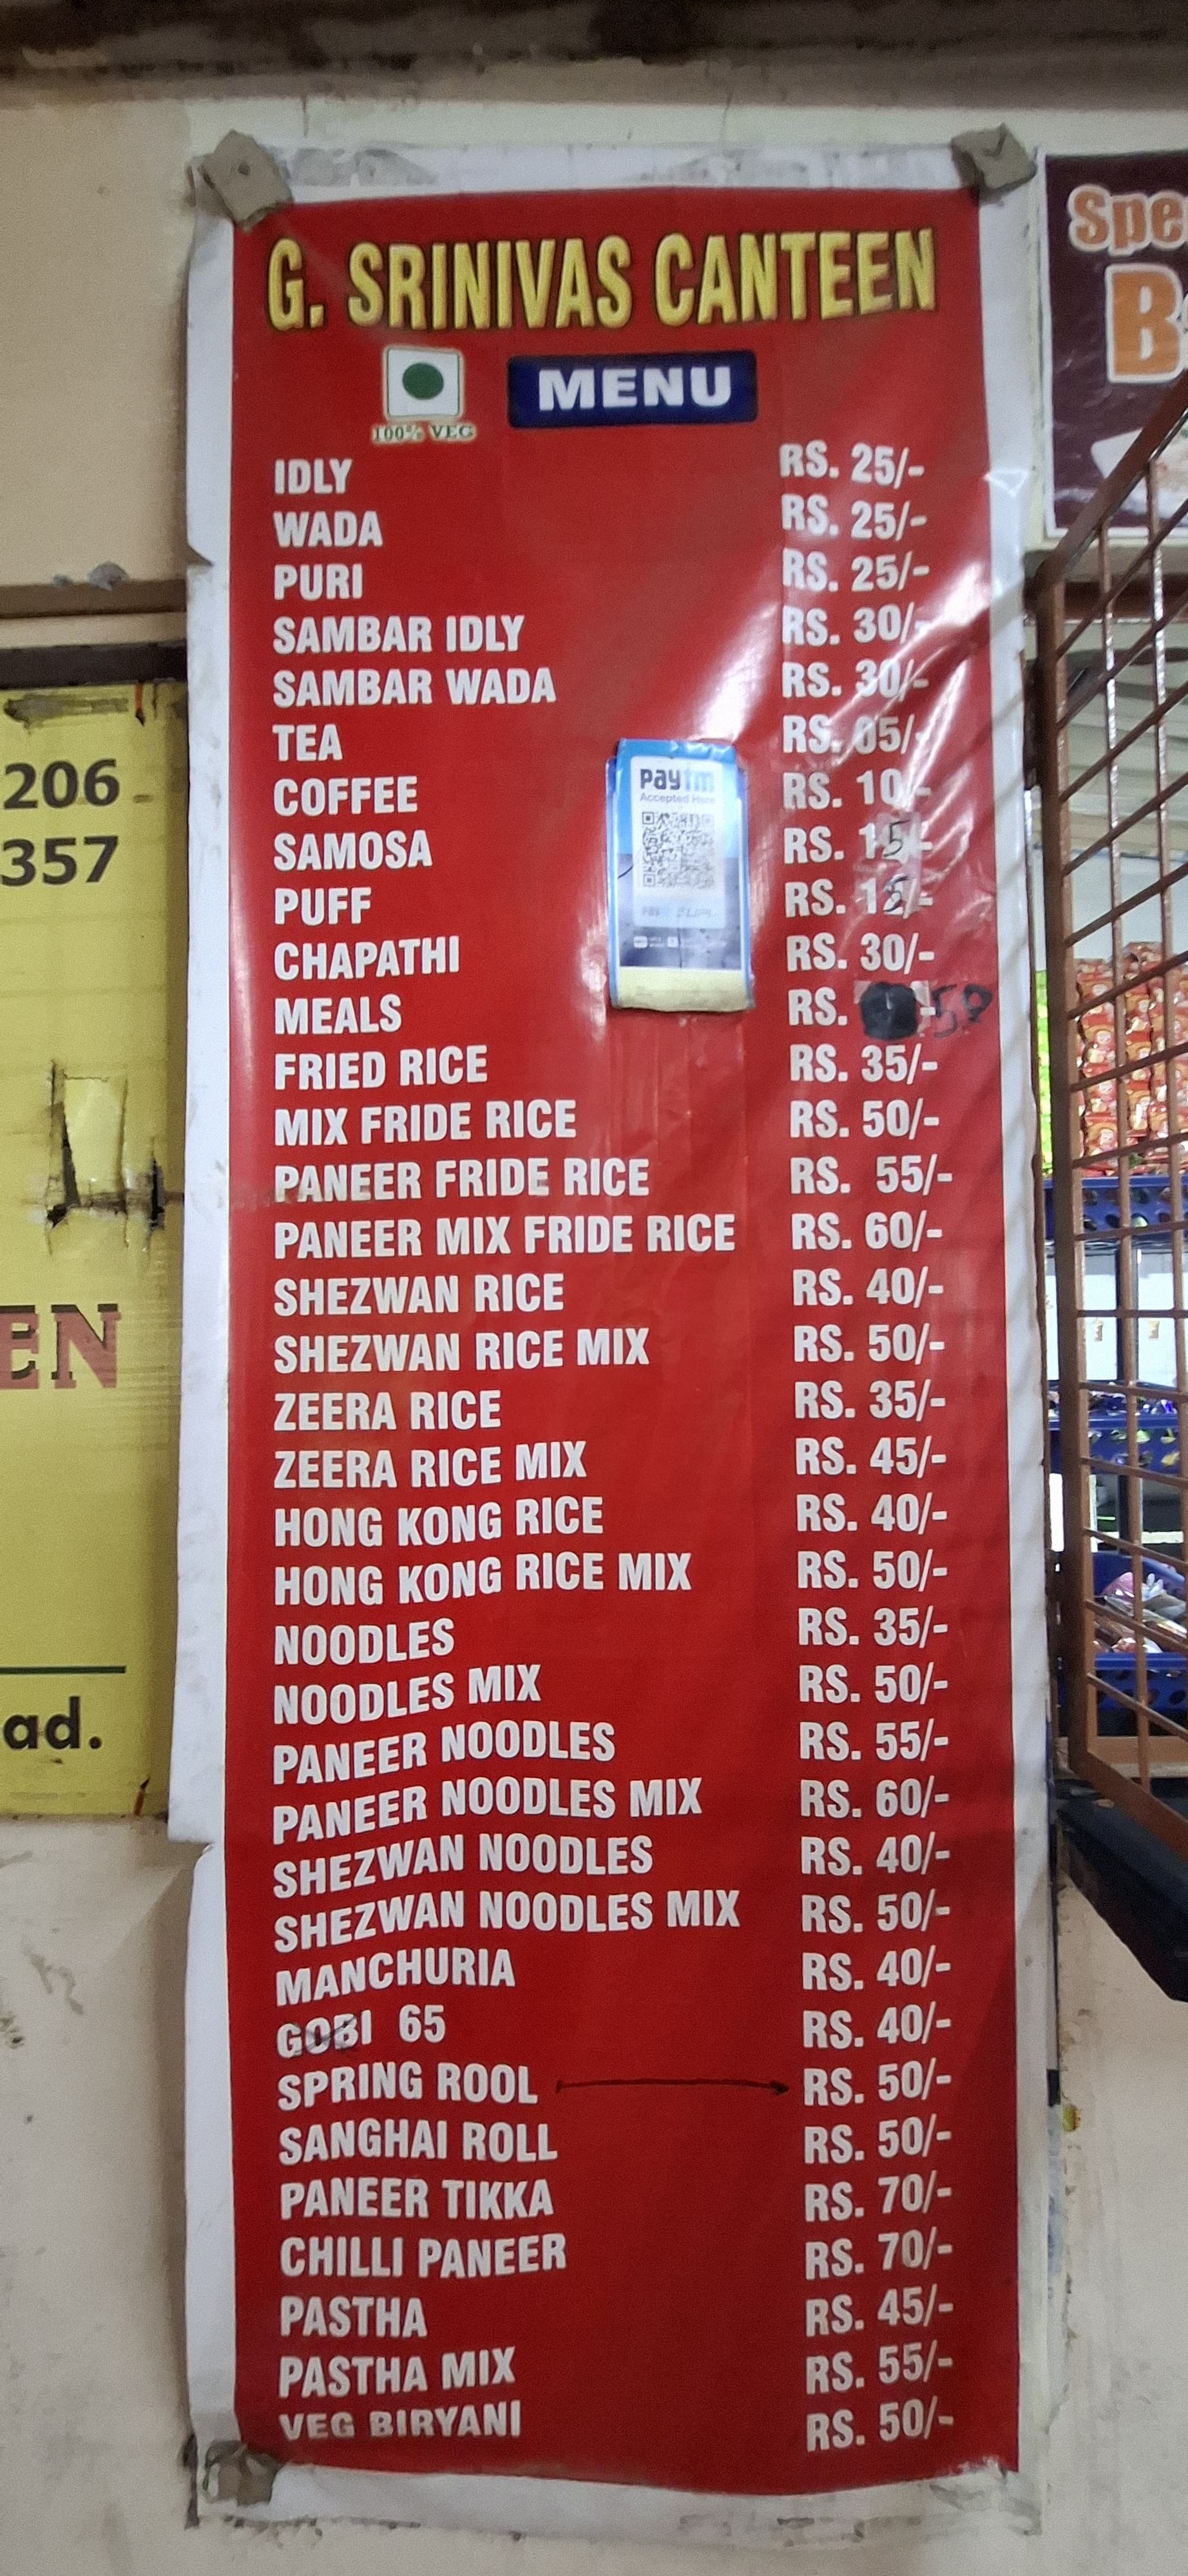 G. SRINIVAS CANTEEN
100% VEG
MENU
IDLY RS. 25/-
WADA RS. 25/-
PURI RS. 25/-
SAMBAR IDLY RS. 30/-
SAMBAR WADA RS. 30/-
TEA RS. 05/-
COFFEE RS. 10/-
SAMOSA RS. 15/-
PUFF RS. 15/-
CHAPATHI RS. 30/-
MEALS RS. 50
FRIED RICE RS. 35/-
MIX FRIDE RICE RS. 50/-
PANEER FRIDE RICE RS. 55/-
PANEER MIX FRIDE RICE RS. 60/-
SHEZWAN RICE RS. 40/-
SHEZWAN RICE MIX RS. 50/-
ZEERA RICE RS. 35/-
ZEERA RICE MIX RS. 45/-
HONG KONG RICE RS. 40/-
HONG KONG RICE MIX RS. 50/-
NOODLES RS. 35/-
NOODLES MIX RS. 50/-
PANEER NOODLES RS. 55/-
PANEER NOODLES MIX RS. 60/-
SHEZWAN NOODLES RS. 40/-
SHEZWAN NOODLES MIX RS. 50/-
MANCHURIA RS. 40/-
GOBI 65 RS. 40/-
SPRING ROOL RS. 50/-
SANGHAI ROLL RS. 50/-
PANEER TIKKA RS. 70/-
CHILLI PANEER RS. 70/-
PASTHA RS. 45/-
PASTHA MIX RS. 55/-
VEG BIRYANI RS. 50/-
paytm
Accepted Here
206
357
EN
ad.
Spe
B